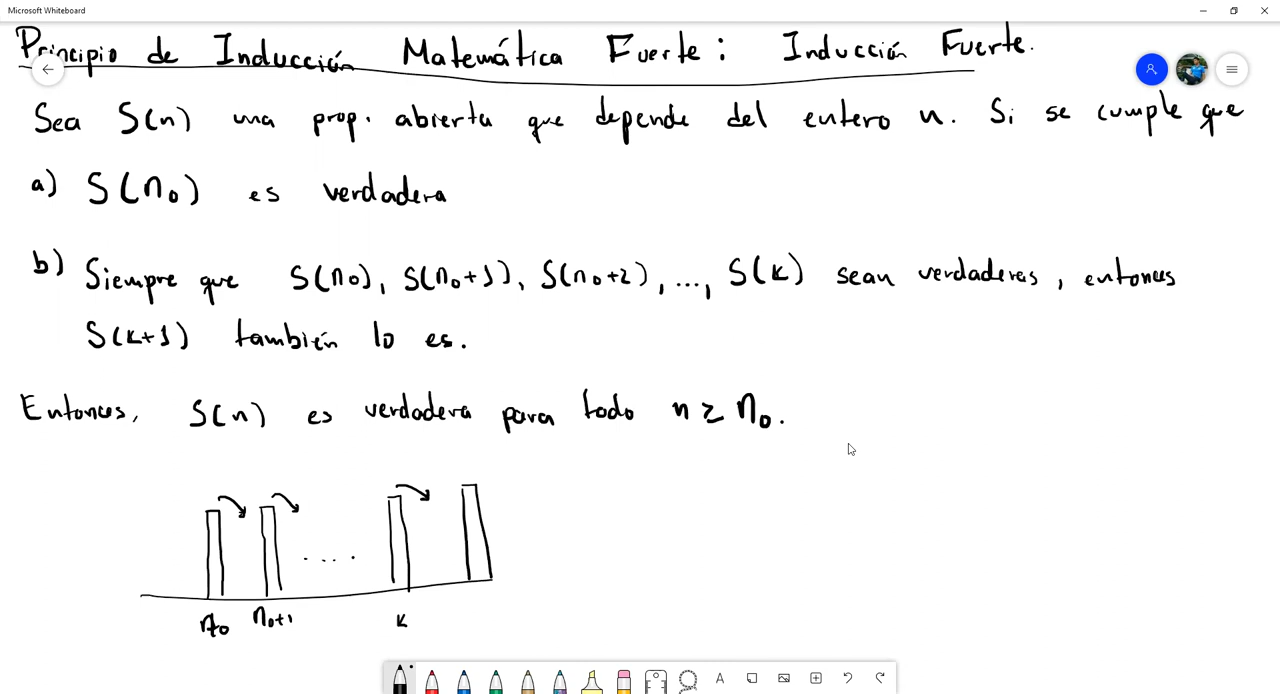 Microsoft Whiteboard
Principio de Inducción Matemática Fuerte: Inducción Fuerte.
Sea S(n) una prop. abierta que depende del entero n. Si se cumple que
a) S(n₀) es verdadera
b) Siempre que S(n₀), S(n₀+1), S(n₀+2), ..., S(k) sean verdaderas, entonces
S(k+1) también lo es.
Entonces, S(n) es verdadera para todo n ≥ n₀.
....
n₀ n₀+1 k
A